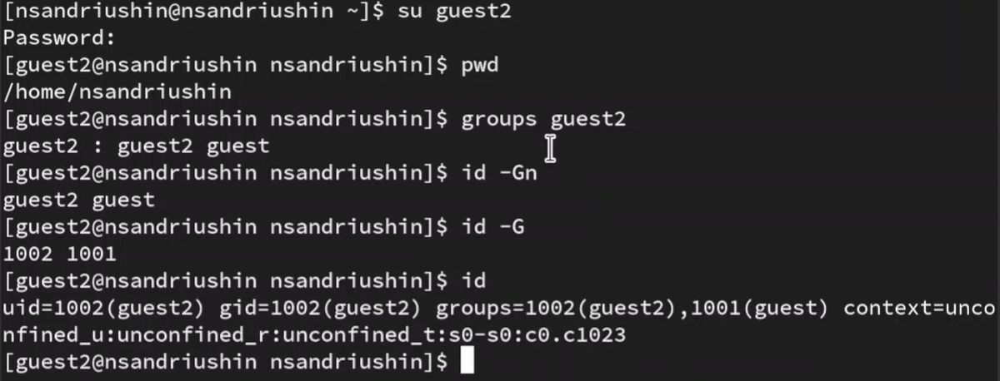 [nsandriushin@nsandriushin ~]$ su guest2
Password:
[guest2@nsandriushin nsandriushin]$ pwd
/home/nsandriushin
[guest2@nsandriushin nsandriushin]$ groups guest2
guest2 : guest2 guest
[guest2@nsandriushin nsandriushin]$ id -Gn
guest2 guest
[guest2@nsandriushin nsandriushin]$ id -G
1002 1001
[guest2@nsandriushin nsandriushin]$ id
uid=1002(guest2) gid=1002(guest2) groups=1002(guest2),1001(guest) context=unco
nfined_u:unconfined_r:unconfined_t:s0-s0:c0.c1023
[guest2@nsandriushin nsandriushin]$